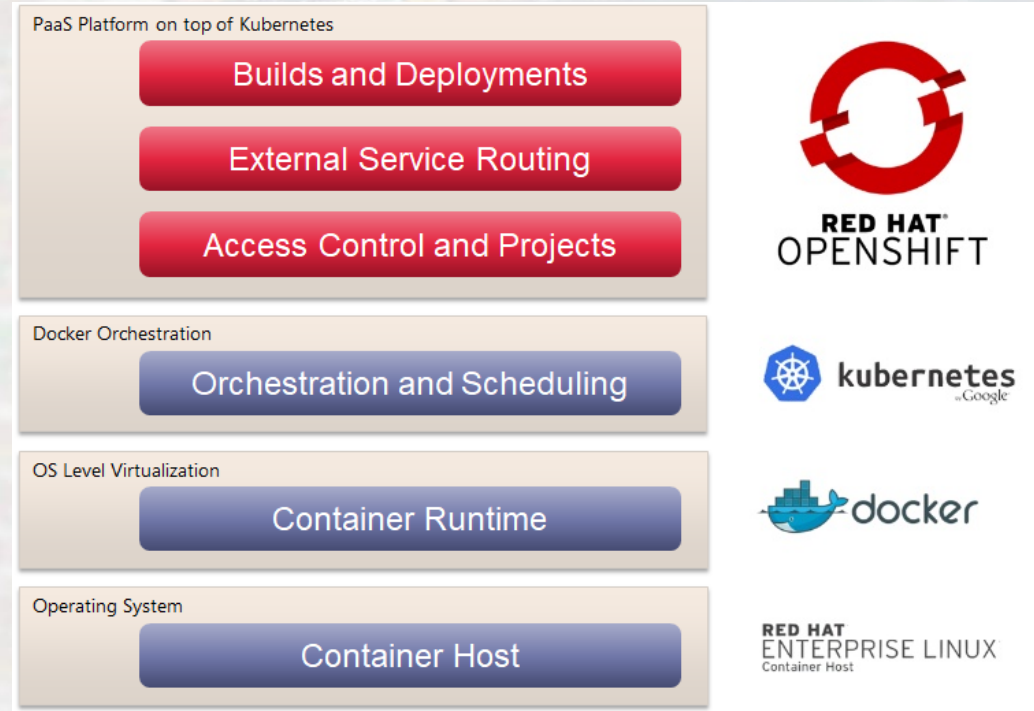 PaaS Platform on top of Kubernetes
Builds and Deployments
External Service Routing
Access Control and Projects
RED HAT®
OPENSHIFT
Docker Orchestration
Orchestration and Scheduling
kubernetes
by Google
OS Level Virtualization
Container Runtime
docker
Operating System
Container Host
RED HAT
ENTERPRISE LINUX
Container Host